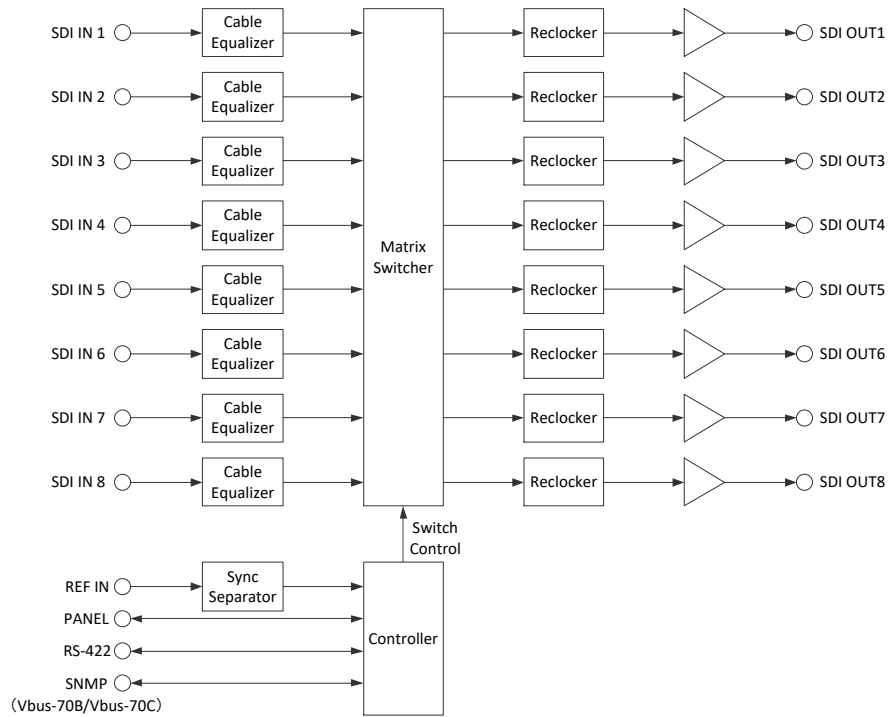 SDI IN 1
Cable
Equalizer
Reclocker
SDI OUT1
SDI IN 2
Cable
Equalizer
Reclocker
SDI OUT2
SDI IN 3
Cable
Equalizer
Reclocker
SDI OUT3
SDI IN 4
Cable
Equalizer
Reclocker
SDI OUT4
Matrix
Switcher
SDI IN 5
Cable
Equalizer
Reclocker
SDI OUT5
SDI IN 6
Cable
Equalizer
Reclocker
SDI OUT6
SDI IN 7
Cable
Equalizer
Reclocker
SDI OUT7
SDI IN 8
Cable
Equalizer
Reclocker
SDI OUT8
Switch
Control
REF IN
Sync
Separator
PANEL
Controller
RS-422
SNMP
（Vbus-70B/Vbus-70C）